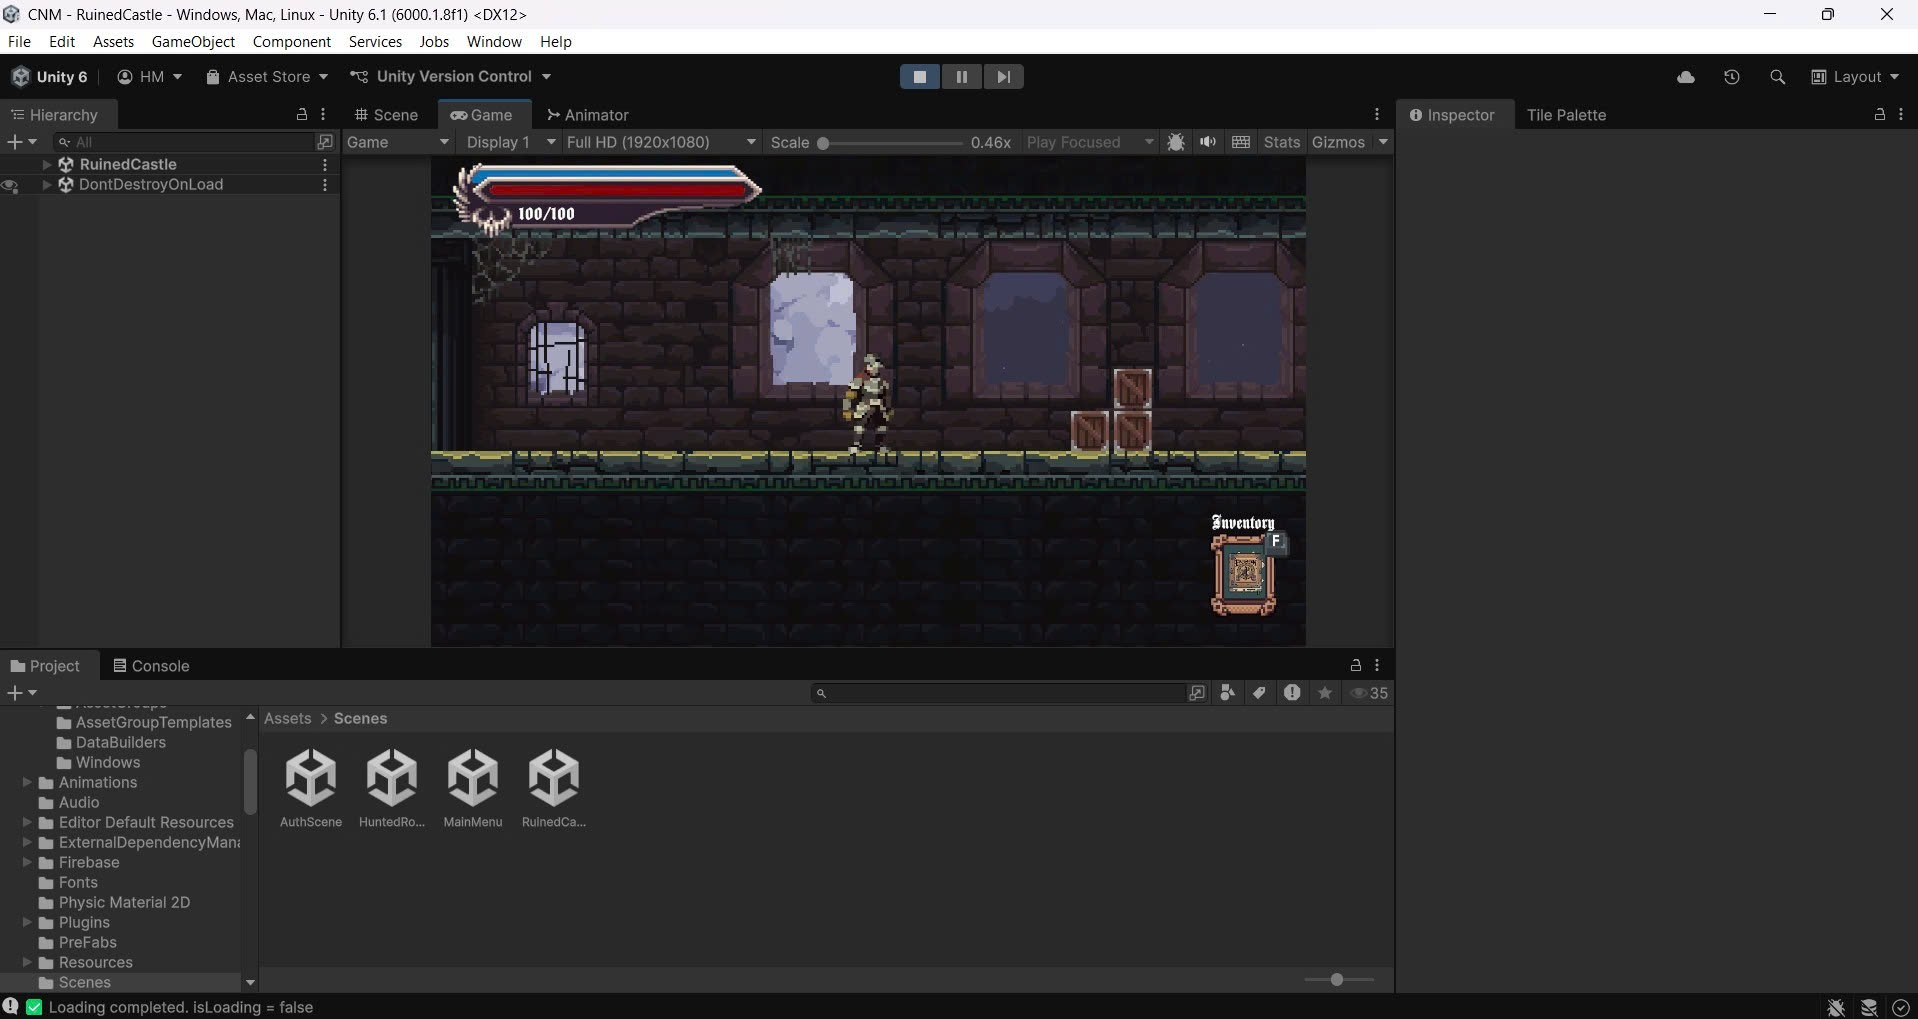 CNM - RuinedCastle - Windows, Mac, Linux - Unity 6.1 (6000.1.8f1) <DX12>
File Edit Assets GameObject Component Services Jobs Window Help
Unity 6 HM Asset Store Unity Version Control Layout
Hierarchy Scene Game Animator Inspector Tile Palette
All Game Display 1 Full HD (1920x1080) Scale 0.46x Play Focused Stats Gizmos
RuinedCastle
DontDestroyOnLoad
100/100
Inventory
F
Project Console
35
Assets > Scenes
AssetGroupTemplates
DataBuilders
Windows
Animations
Audio
Editor Default Resources
ExternalDependencyMana
Firebase
Fonts
Physic Material 2D
Plugins
PreFabs
Resources
Scenes
AuthScene HuntedRo... MainMenu RuinedCa...
Loading completed. isLoading = false